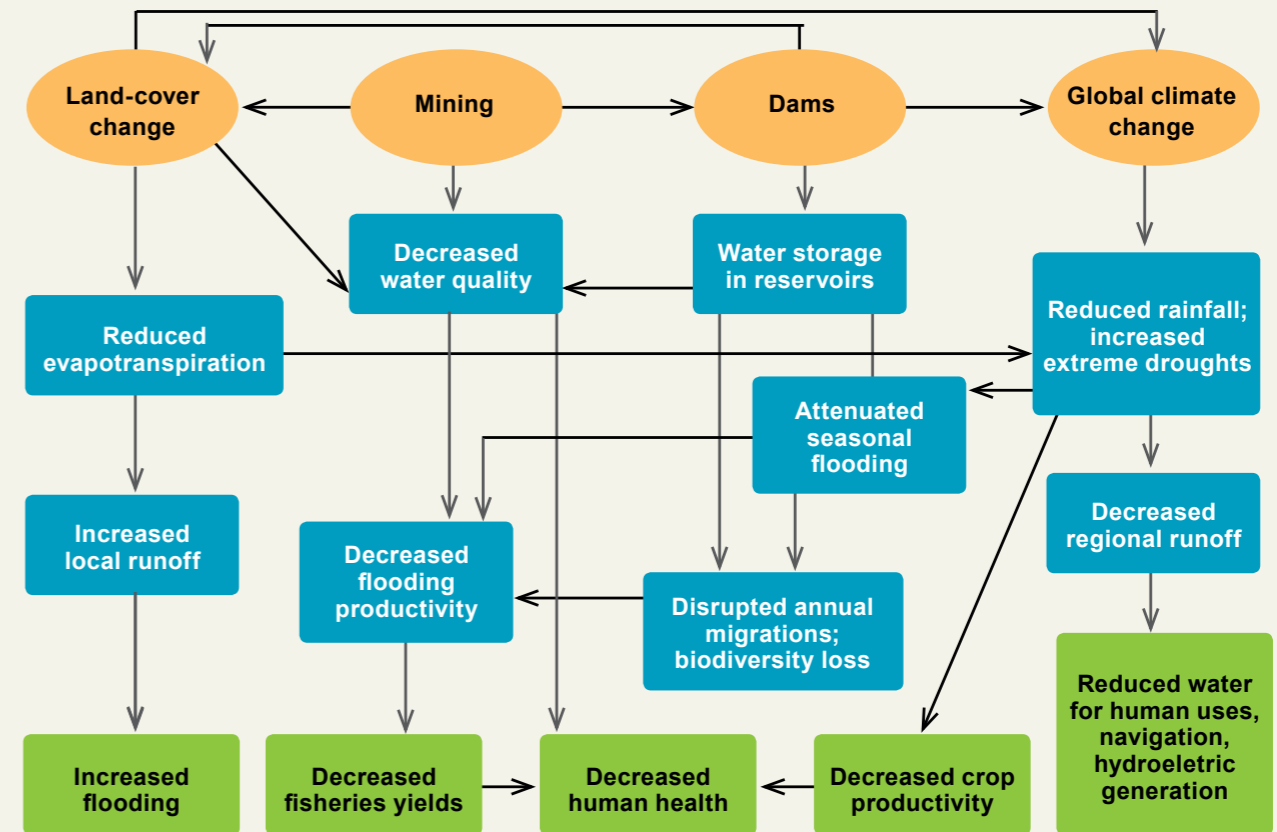 Land-cover
change
Mining
Dams
Global climate
change
Decreased
water quality
Water storage
in reservoirs
Reduced
evapotranspiration
Reduced rainfall;
increased
extreme droughts
Attenuated
seasonal
flooding
Increased
local runoff
Decreased
flooding
productivity
Disrupted annual
migrations;
biodiversity loss
Decreased
regional runoff
Increased
flooding
Decreased
fisheries yields
Decreased
human health
Decreased crop
productivity
Reduced water
for human uses,
navigation,
hydroeletric
generation